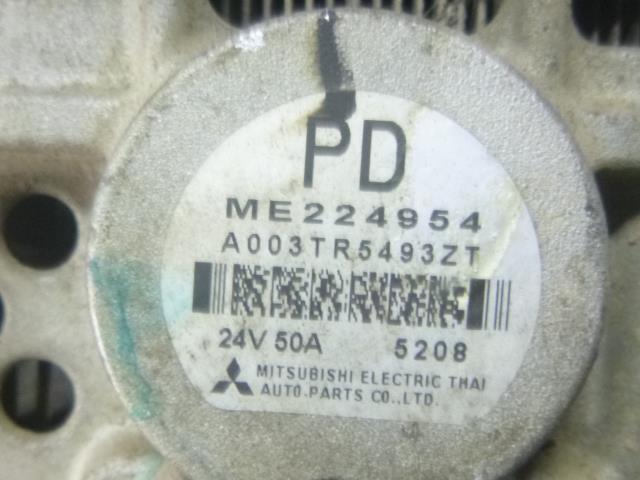 PD
ME224954
A003TR5493ZT
24V 50A 5208
MITSUBISHI ELECTRIC THAI
AUTO-PARTS CO.,LTD.